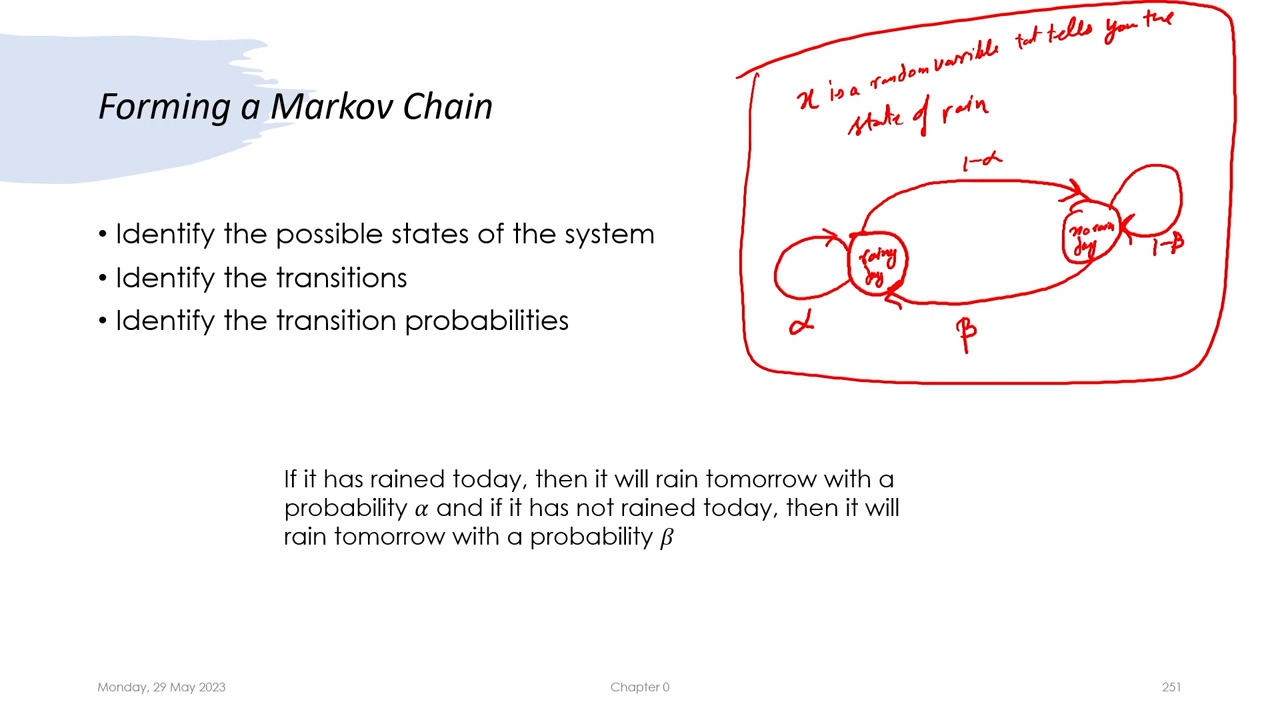 Forming a Markov Chain
• Identify the possible states of the system
• Identify the transitions
• Identify the transition probabilities
x is a random varsible tat tells you the
state of rain
1-α
rainy
day
no rain
day
1-β
α
β
If it has rained today, then it will rain tomorrow with a
probability α and if it has not rained today, then it will
rain tomorrow with a probability β
Monday, 29 May 2023
Chapter 0
251